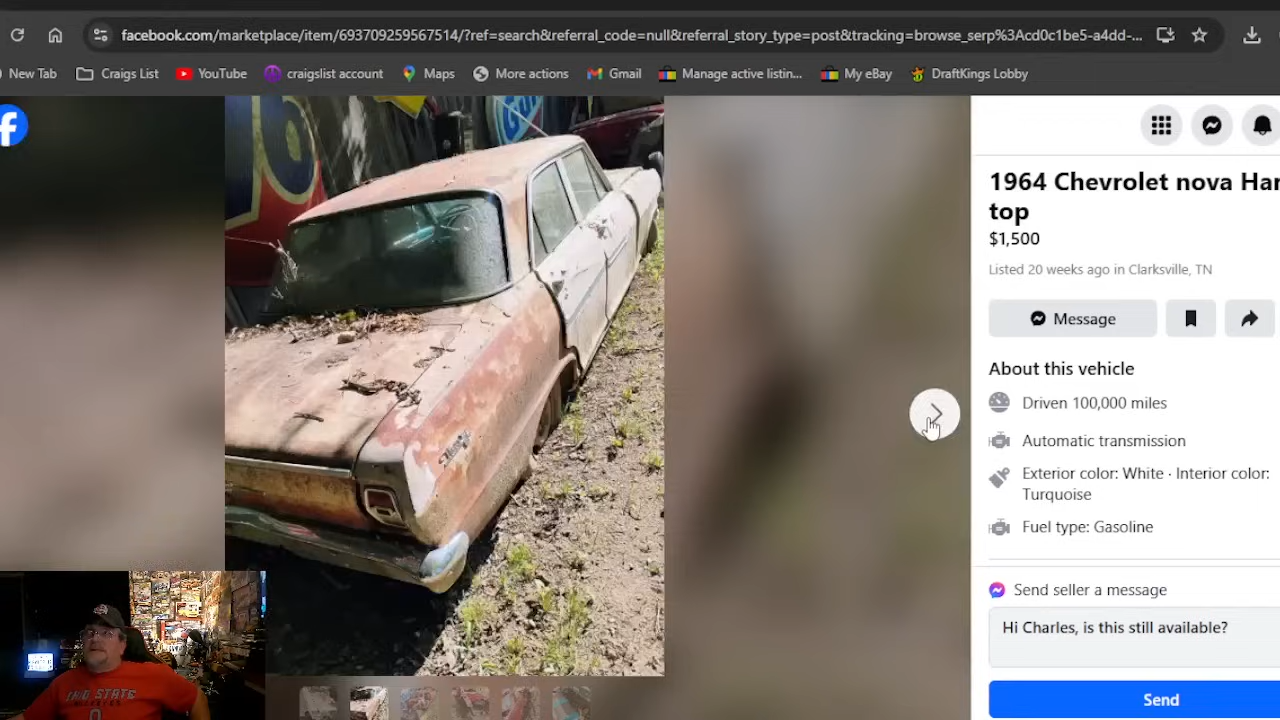 facebook.com/marketplace/item/693709259567514/?ref=search&referral_code=null&referral_story_type=post&tracking=browse_serp%3Acd0c1be5-a4dd-...
New Tab Craigs List YouTube craigslist account Maps More actions Gmail Manage active listin... My eBay DraftKings Lobby
1964 Chevrolet nova Har
top
$1,500
Listed 20 weeks ago in Clarksville, TN
Message
About this vehicle
Driven 100,000 miles
Automatic transmission
Exterior color: White · Interior color:
Turquoise
Fuel type: Gasoline
Send seller a message
Hi Charles, is this still available?
Send
OHIO STATE